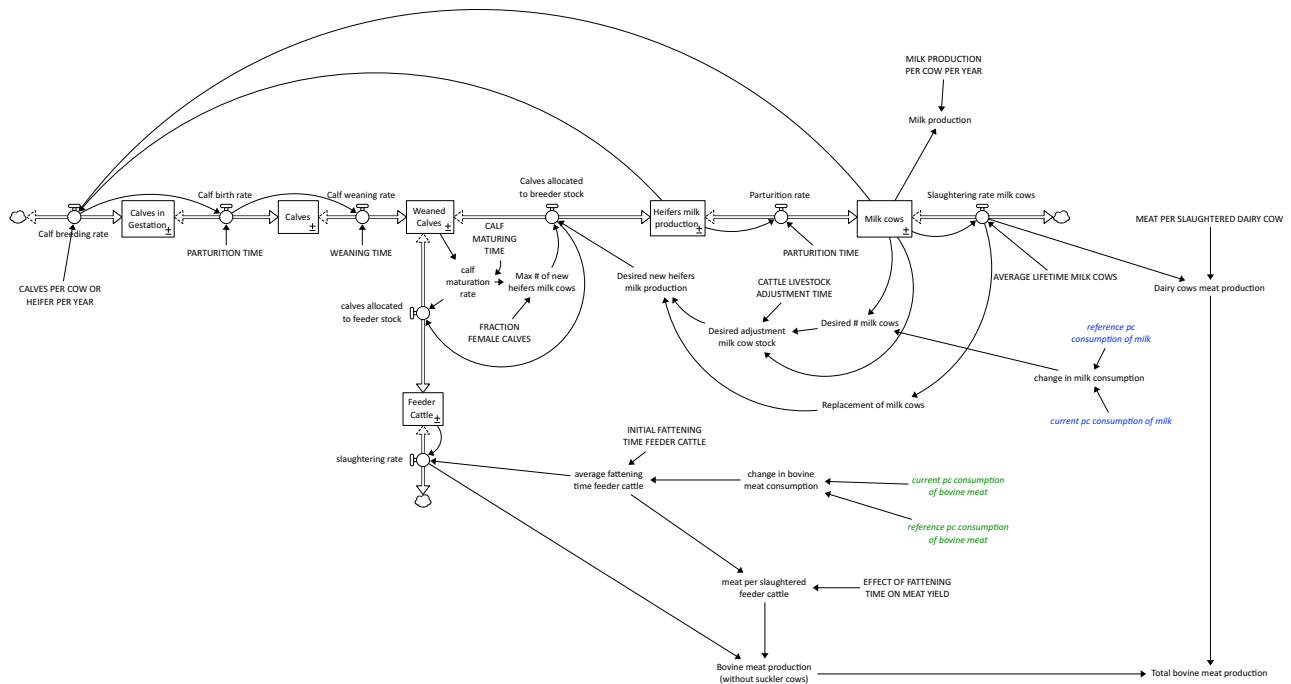 MILK PRODUCTION
PER COW PER YEAR
Milk production
Calf birth rate
Calf weaning rate
Calves allocated
to breeder stock
Parturition rate
Slaughtering rate milk cows
Calf breeding rate
Calves in
Gestation
±
Calves
±
Weaned
Calves
±
Heifers milk
production
±
Milk cows
±
MEAT PER SLAUGHTERED DAIRY COW
PARTURITION TIME
WEANING TIME
CALF
MATURING
TIME
PARTURITION TIME
AVERAGE LIFETIME MILK COWS
CALVES PER COW OR
HEIFER PER YEAR
calf
maturation
rate
Max # of new
heifers milk cows
Desired new heifers
milk production
CATTLE LIVESTOCK
ADJUSTMENT TIME
Dairy cows meat production
calves allocated
to feeder stock
FRACTION
FEMALE CALVES
Desired adjustment
milk cow stock
Desired # milk cows
reference pc
consumption of milk
change in milk consumption
Feeder
Cattle
±
Replacement of milk cows
current pc consumption of milk
INITIAL FATTENING
TIME FEEDER CATTLE
slaughtering rate
average fattening
time feeder cattle
change in bovine
meat consumption
current pc consumption
of bovine meat
reference pc consumption
of bovine meat
meat per slaughtered
feeder cattle
EFFECT OF FATTENING
TIME ON MEAT YIELD
Bovine meat production
(without suckler cows)
Total bovine meat production